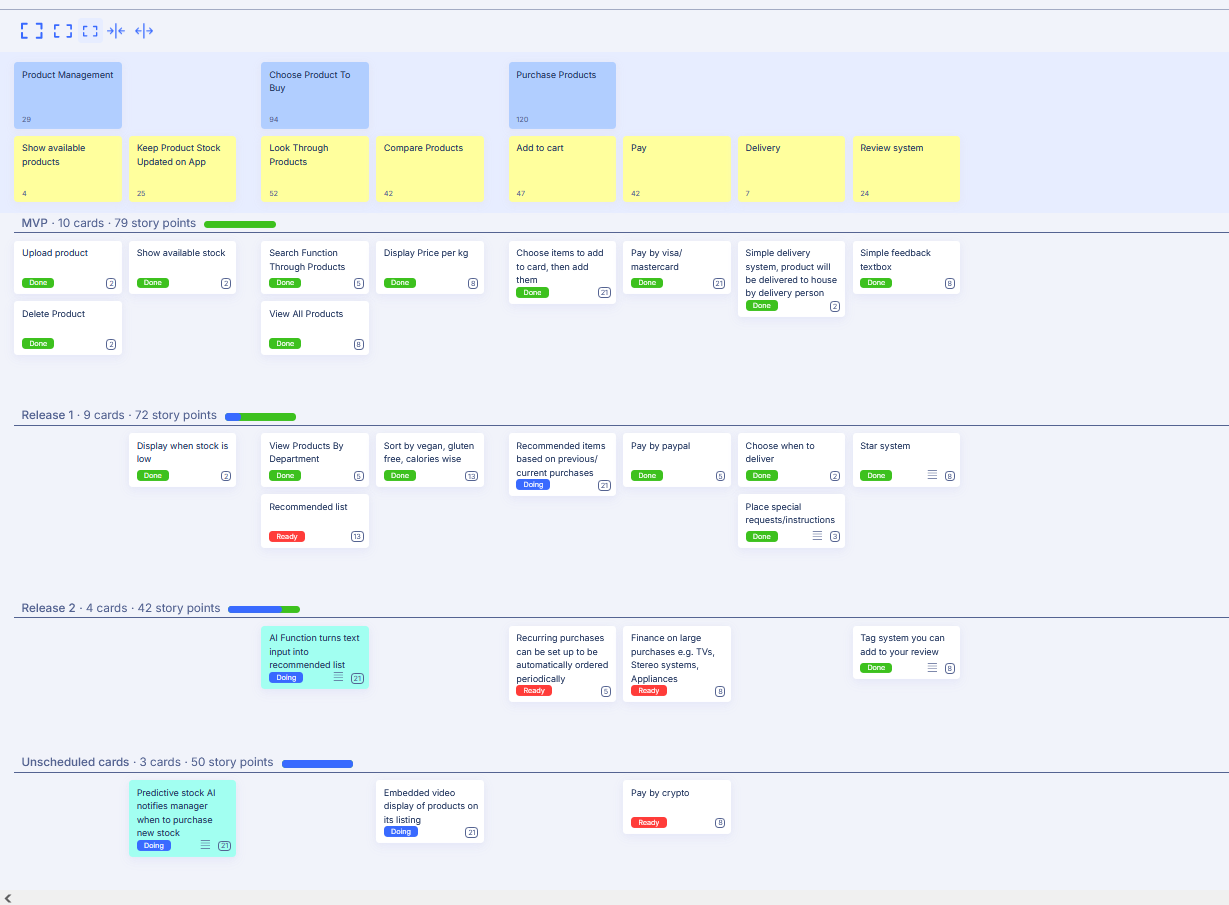 Product Management
29
Choose Product To
Buy
94
Purchase Products
120
Show available
products
4
Keep Product Stock
Updated on App
25
Look Through
Products
52
Compare Products
42
Add to cart
47
Pay
42
Delivery
7
Review system
24
MVP · 10 cards · 79 story points
Upload product
Done
2
Show available stock
Done
2
Search Function
Through Products
Done
5
Display Price per kg
Done
8
Choose items to add
to card, then add
them
Done
21
Pay by visa/
mastercard
Done
21
Simple delivery
system, product will
be delivered to house
by delivery person
Done
2
Simple feedback
textbox
Done
8
Delete Product
Done
2
View All Products
Done
8
Release 1 · 9 cards · 72 story points
Display when stock is
low
Done
2
View Products By
Department
Done
5
Sort by vegan, gluten
free, calories wise
Done
13
Recommended items
based on previous/
current purchases
Doing
21
Pay by paypal
Done
5
Choose when to
deliver
Done
2
Star system
Done
8
Recommended list
Ready
13
Place special
requests/instructions
Done
3
Release 2 · 4 cards · 42 story points
AI Function turns text
input into
recommended list
Doing
21
Recurring purchases
can be set up to be
automatically ordered
periodically
Ready
5
Finance on large
purchases e.g. TVs,
Stereo systems,
Appliances
Ready
8
Tag system you can
add to your review
Done
8
Unscheduled cards · 3 cards · 50 story points
Predictive stock AI
notifies manager
when to purchase
new stock
Doing
21
Embedded video
display of products on
its listing
Doing
21
Pay by crypto
Ready
8